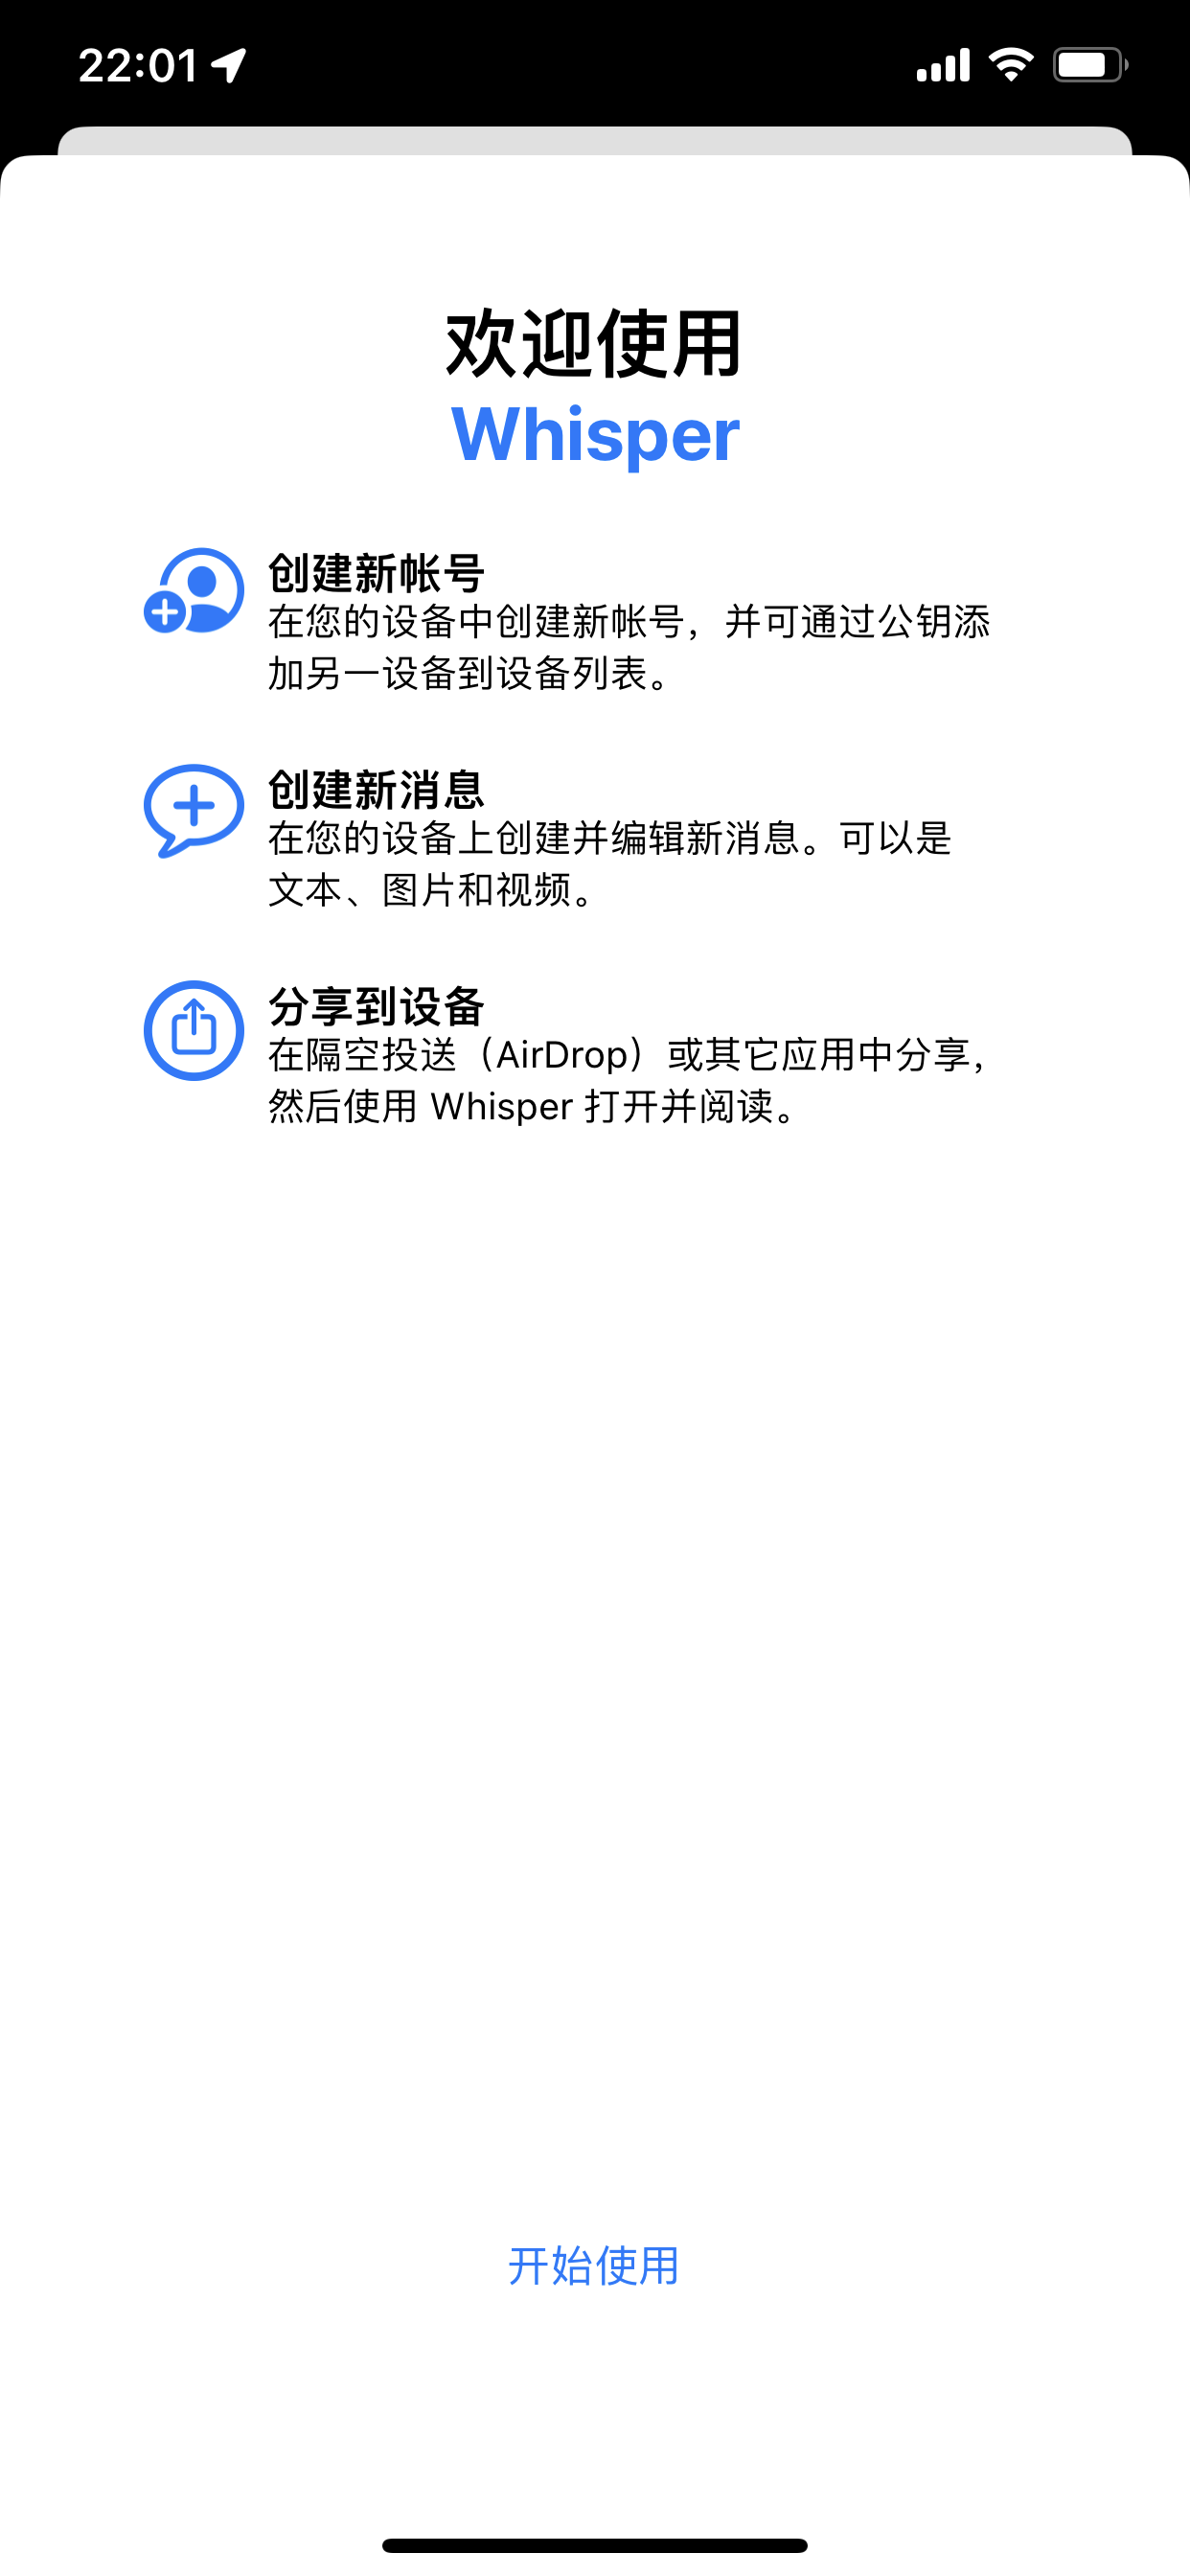 22:01
欢迎使用
Whisper
创建新帐号
在您的设备中创建新帐号，并可通过公钥添
加另一设备到设备列表。
创建新消息
在您的设备上创建并编辑新消息。可以是
文本、图片和视频。
分享到设备
在隔空投送（AirDrop）或其它应用中分享，
然后使用 Whisper 打开并阅读。
开始使用